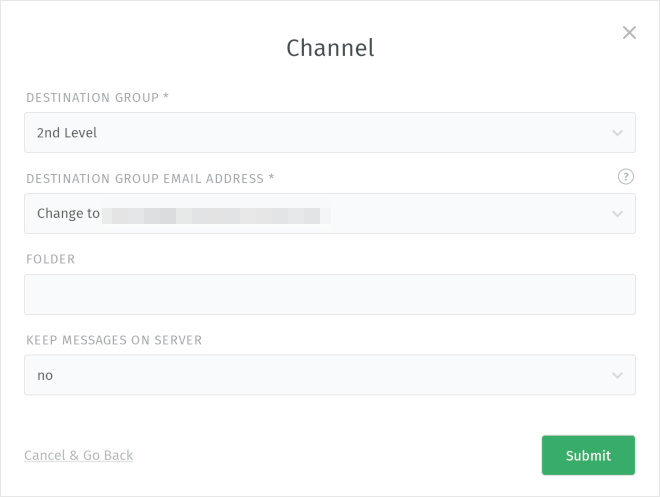 Channel
DESTINATION GROUP *
2nd Level
DESTINATION GROUP EMAIL ADDRESS *
?
Change to
FOLDER
KEEP MESSAGES ON SERVER
no
Cancel & Go Back
Submit